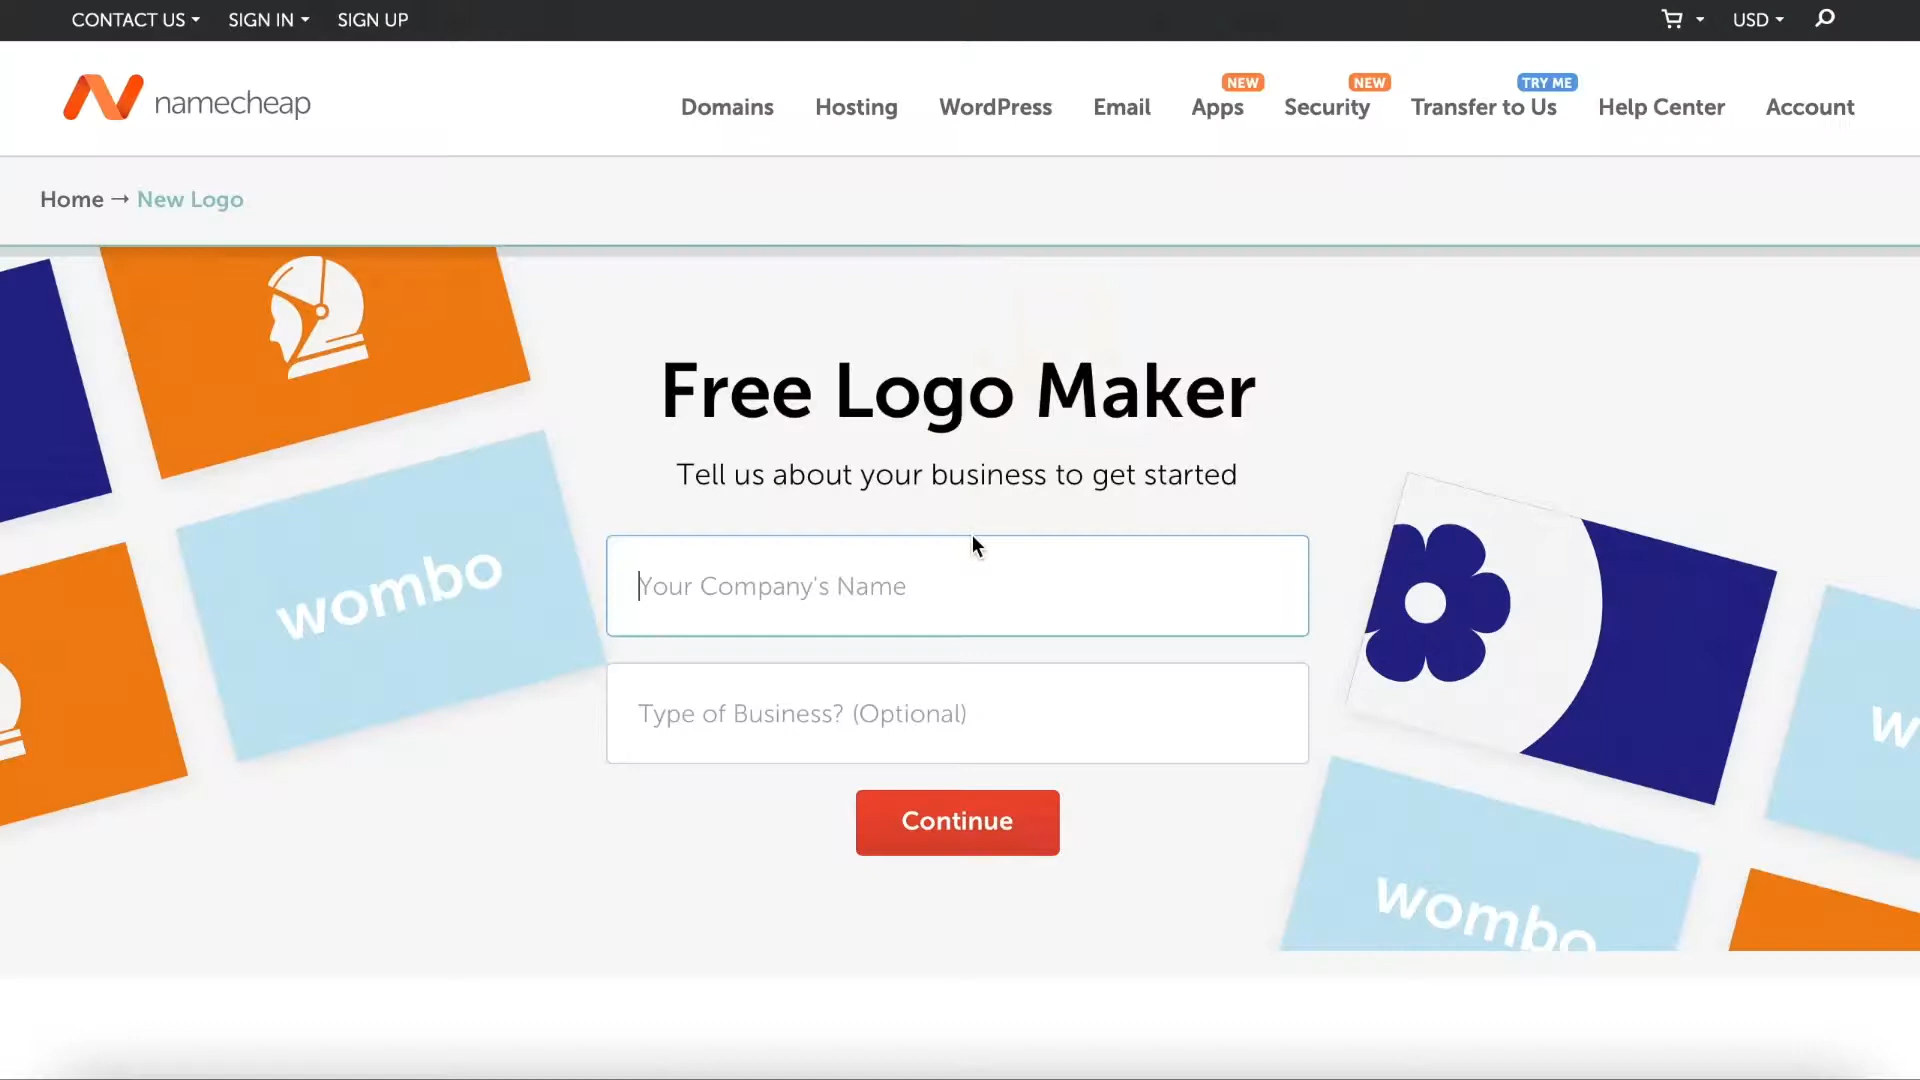 CONTACT US SIGN IN SIGN UP USD
namecheap
NEW NEW TRY ME
Domains Hosting WordPress Email Apps Security Transfer to Us Help Center Account
Home → New Logo
Free Logo Maker
Tell us about your business to get started
wombo
Your Company's Name
Type of Business? (Optional)
w
Continue
wombo